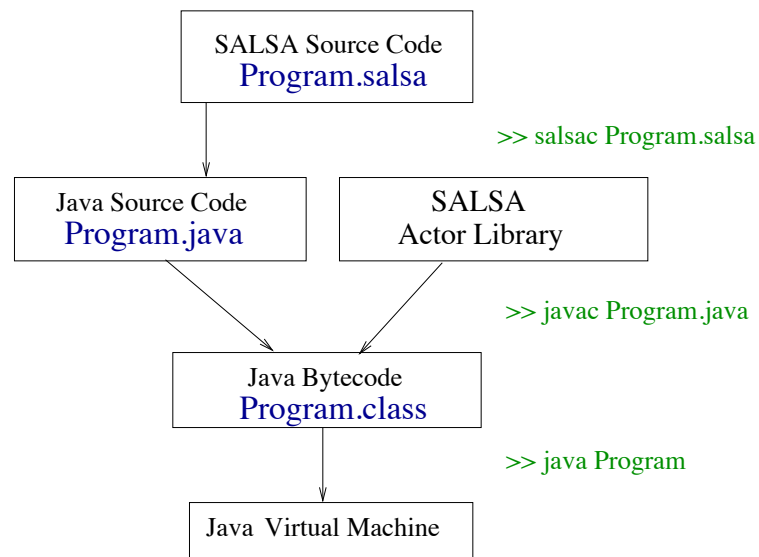 SALSA Source Code
Program.salsa
>> salsac Program.salsa
Java Source Code
Program.java
SALSA
Actor Library
>> javac Program.java
Java Bytecode
Program.class
>> java Program
Java Virtual Machine